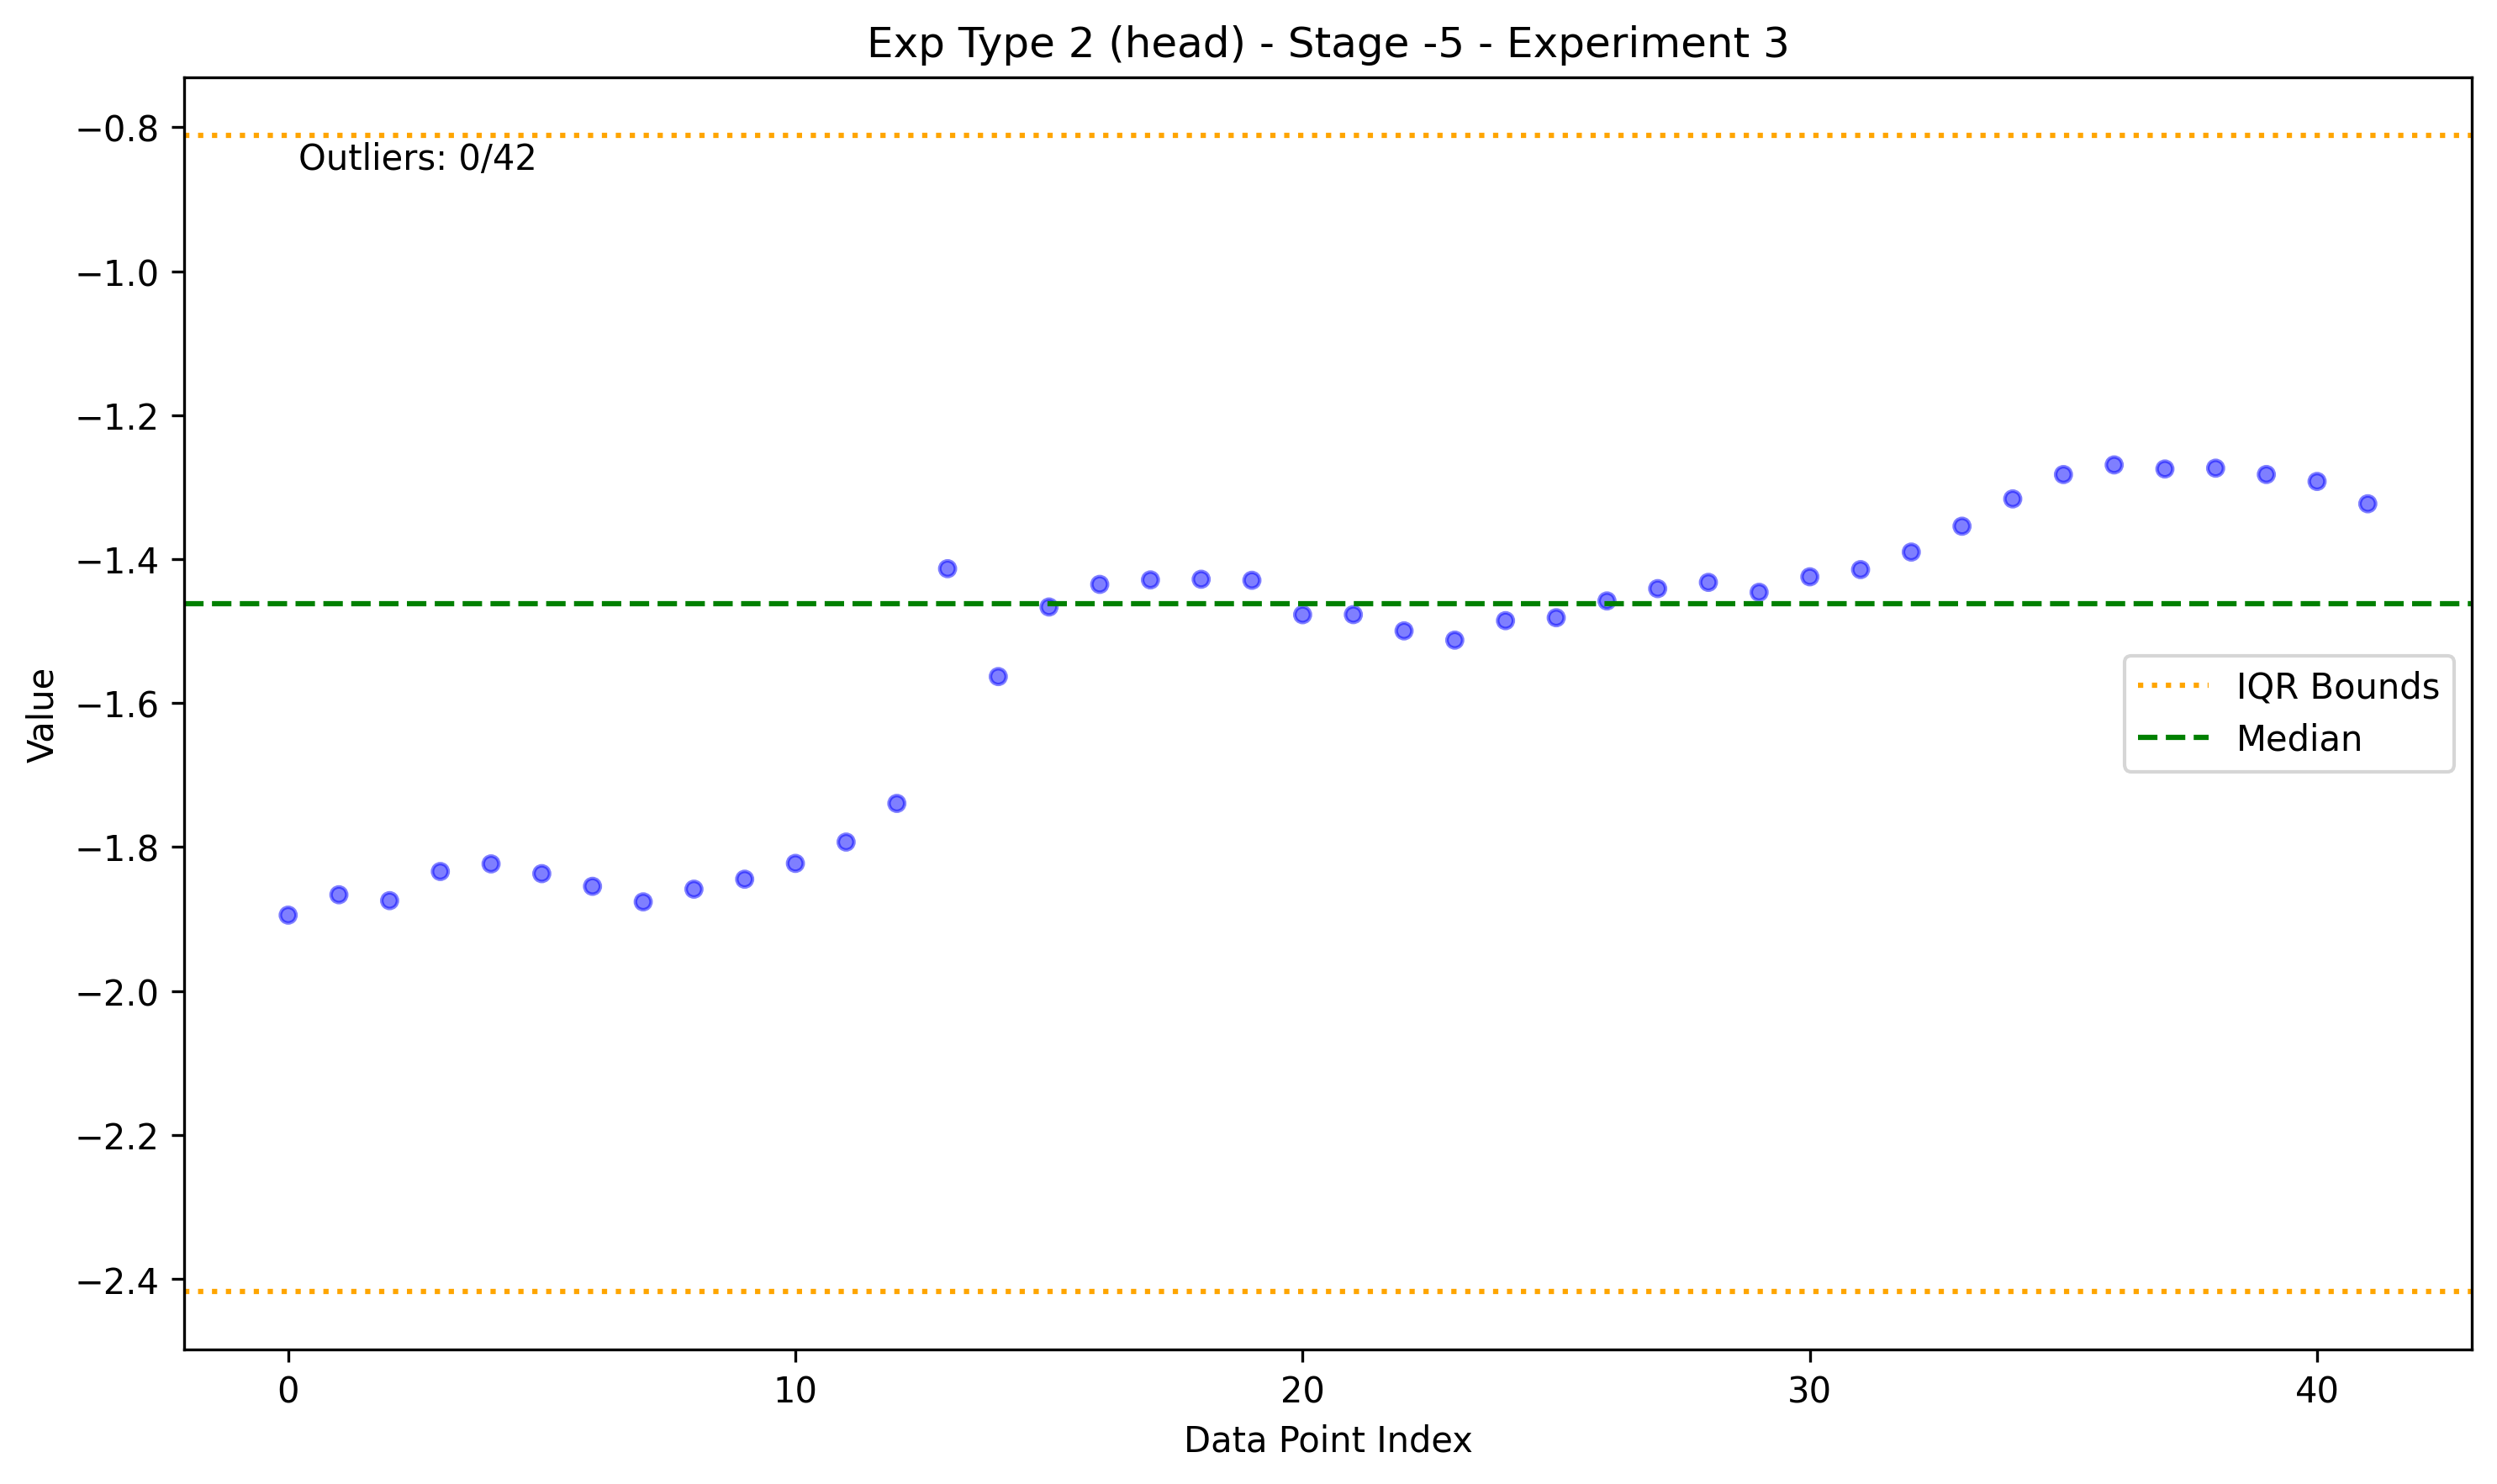 Exp Type 2 (head) - Stage -5 - Experiment 3
−0.8
Outliers: 0/42
−1.0
−1.2
−1.4
−1.6
−1.8
−2.0
−2.2
−2.4
Value
IQR Bounds
Median
0 10 20 30 40
Data Point Index